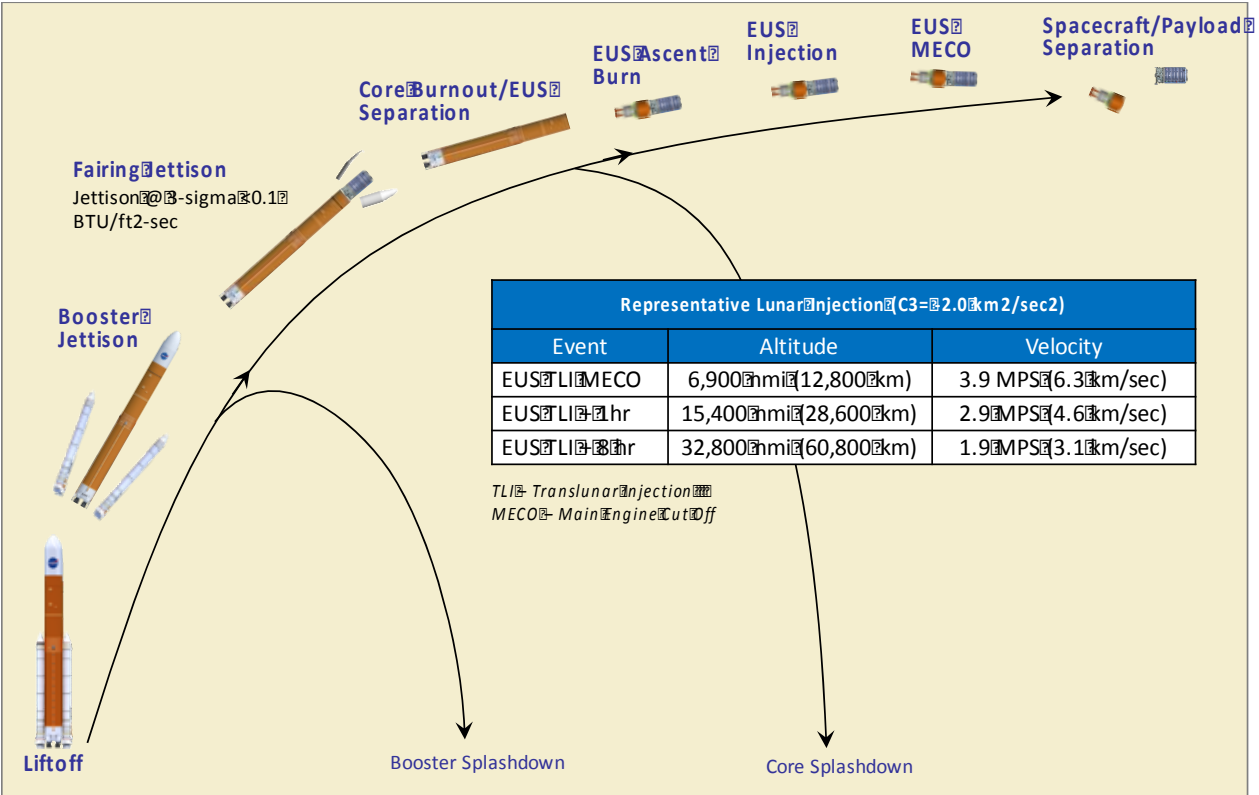 EUS
Injection
EUS
MECO
Spacecraft/Payload
Separation
EUS Ascent
Burn
Core Burnout/EUS
Separation
Fairing Jettison
Jettison @ 3-sigma <0.1
BTU/ft2-sec
Booster
Jettison
Representative Lunar Injection (C3= -2.0 km2/sec2)
Event Altitude Velocity
EUS TLI MECO 6,900 nmi (12,800 km) 3.9 MPS (6.3 km/sec)
EUS TLI + 1hr 15,400 nmi (28,600 km) 2.9 MPS (4.6 km/sec)
EUS TLI + 3 hr 32,800 nmi (60,800 km) 1.9 MPS (3.1 km/sec)
TLI – Translunar Injection
MECO – Main Engine Cut Off
Liftoff
Booster Splashdown
Core Splashdown